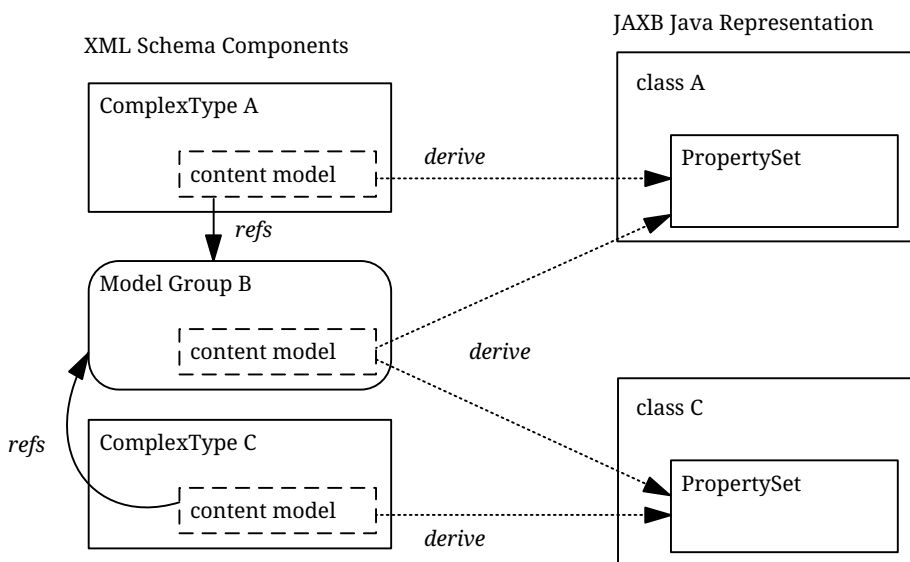 XML Schema Components
JAXB Java Representation
ComplexType A
content model
derive
class A
PropertySet
refs
Model Group B
content model
derive
refs
ComplexType C
content model
derive
class C
PropertySet